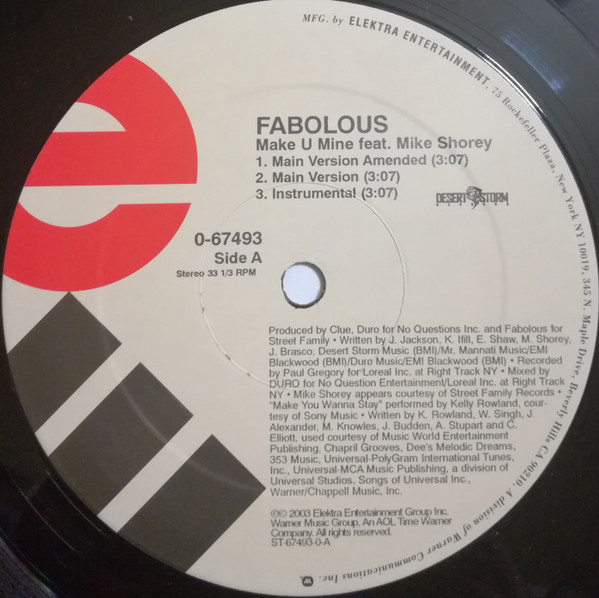 MFG. by ELEKTRA ENTERTAINMENT, 75 Rockefeller Plaza, New York NY 10019, 345 N. Maple Drive, Beverly Hills CA 90210. A division of Warner Communications Inc.
FABOLOUS
Make U Mine feat. Mike Shorey
1. Main Version Amended (3:07)
2. Main Version (3:07)
3. Instrumental (3:07)
DESERT STORM
0-67493
Side A
Stereo 33 1/3 RPM
Produced by Clue, Duro for No Questions Inc. and Fabolous for
Street Family • Written by J. Jackson, K. Ifill, E. Shaw, M. Shorey,
J. Brasco; Desert Storm Music (BMI)/Mr. Mannati Music/EMI
Blackwood (BMI)/Duro Music/EMI Blackwood (BMI) • Recorded
by Paul Gregory for Loreal Inc. at Right Track NY • Mixed by
DURO for No Question Entertainment/Loreal Inc. at Right Track
NY • Mike Shorey appears courtesy of Street Family Records •
"Make You Wanna Stay" performed by Kelly Rowland, cour-
tesy of Sony Music • Written by K. Rowland, W. Singh, J.
Alexander, M. Knowles, J. Budden, A. Stupart and C.
Elliott, used courtesy of Music World Entertainment
Publishing, Chapril Grooves, Dee's Melodic Dreams,
353 Music, Universal-PolyGram International Tunes,
Inc., Universal-MCA Music Publishing, a division of
Universal Studios, Songs of Universal Inc.,
Warner/Chappell Music, Inc.
℗© 2003 Elektra Entertainment Group Inc.
Warner Music Group, An AOL Time Warner
Company. All rights reserved.
ST-67493-0-A